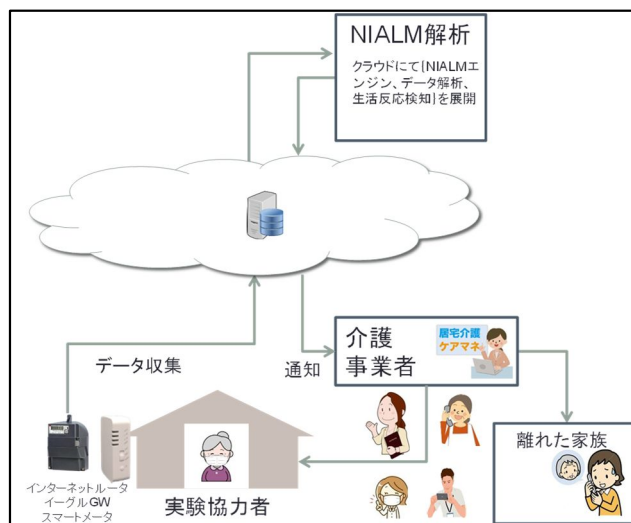 NIALM解析
クラウドにて{NIALMエ
ンジン、データ解析、
生活反応検知}を展開
データ収集
通知
介護
事業者
居宅介護
ケアマネ
インターネットルータ
イーグルGW
スマートメータ
実験協力者
離れた家族